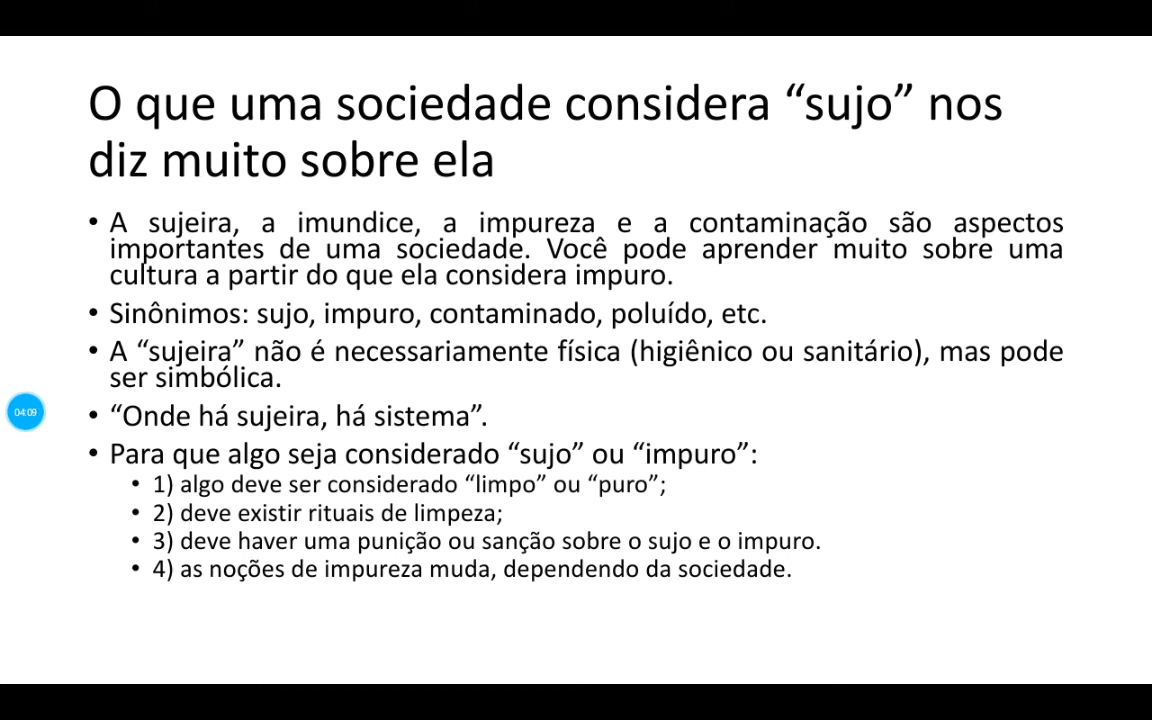 O que uma sociedade considera “sujo” nos
diz muito sobre ela
• A sujeira, a imundice, a impureza e a contaminação são aspectos
importantes de uma sociedade. Você pode aprender muito sobre uma
cultura a partir do que ela considera impuro.
• Sinônimos: sujo, impuro, contaminado, poluído, etc.
• A “sujeira” não é necessariamente física (higiênico ou sanitário), mas pode
ser simbólica.
04:09
• “Onde há sujeira, há sistema”.
• Para que algo seja considerado “sujo” ou “impuro”:
• 1) algo deve ser considerado “limpo” ou “puro”;
• 2) deve existir rituais de limpeza;
• 3) deve haver uma punição ou sanção sobre o sujo e o impuro.
• 4) as noções de impureza muda, dependendo da sociedade.